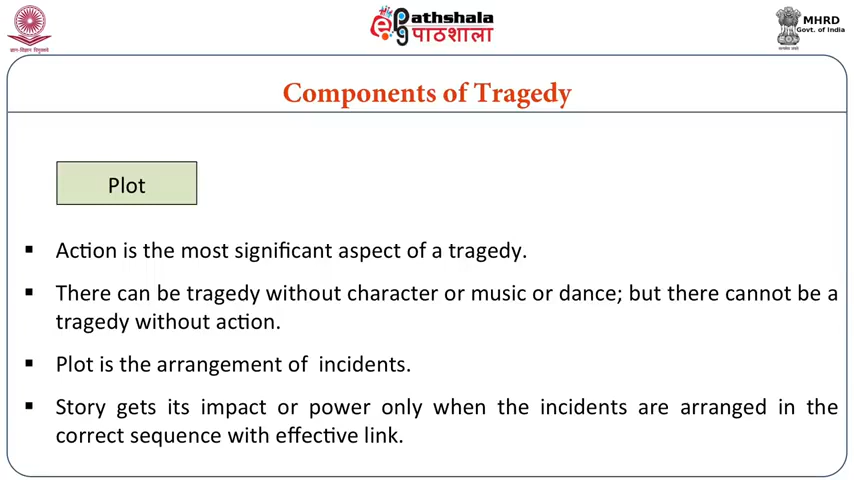 ePathshala
पाठशाला
MHRD
Govt. of India
Components of Tragedy
Plot
▪ Action is the most significant aspect of a tragedy.
▪ There can be tragedy without character or music or dance; but there cannot be a
tragedy without action.
▪ Plot is the arrangement of incidents.
▪ Story gets its impact or power only when the incidents are arranged in the
correct sequence with effective link.